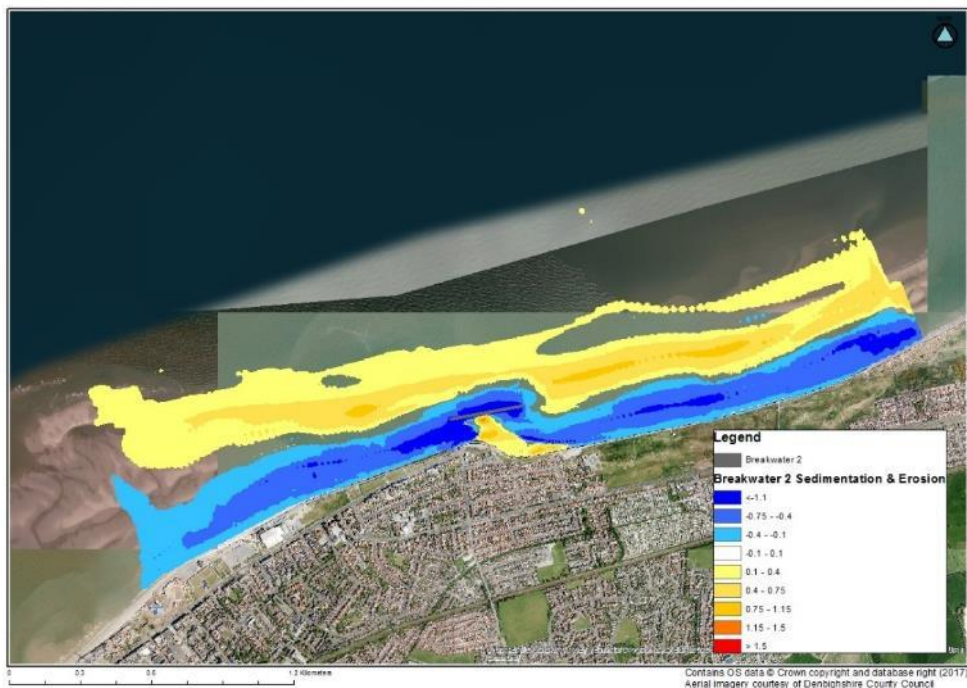 Legend
Breakwater 2
Breakwater 2 Sedimentation & Erosion
<-1.1
-0.75 - -0.4
-0.4 - -0.1
-0.1 - 0.1
0.1 - 0.4
0.4 - 0.75
0.75 - 1.15
1.15 - 1.5
> 1.5
0 0.3 0.6 1.2 Kilometres
Contains OS data © Crown copyright and database right (2017)
Aerial imagery courtesy of Denbighshire County Council